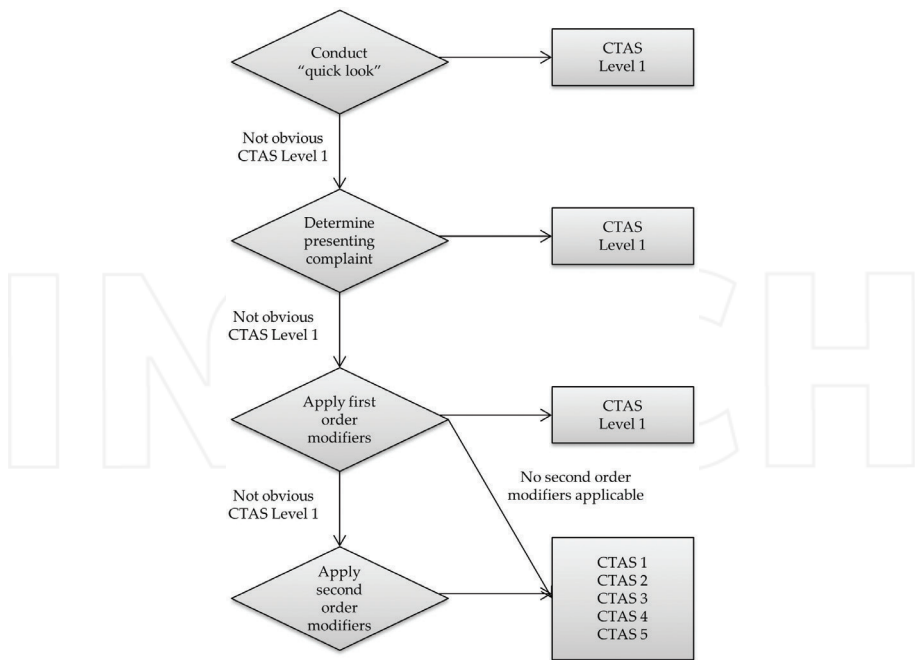 Conduct
“quick look”
CTAS
Level 1
Not obvious
CTAS Level 1
Determine
presenting
complaint
CTAS
Level 1
Not obvious
CTAS Level 1
Apply first
order
modifiers
CTAS
Level 1
No second order
modifiers applicable
Not obvious
CTAS Level 1
Apply
second
order
modifiers
CTAS 1
CTAS 2
CTAS 3
CTAS 4
CTAS 5